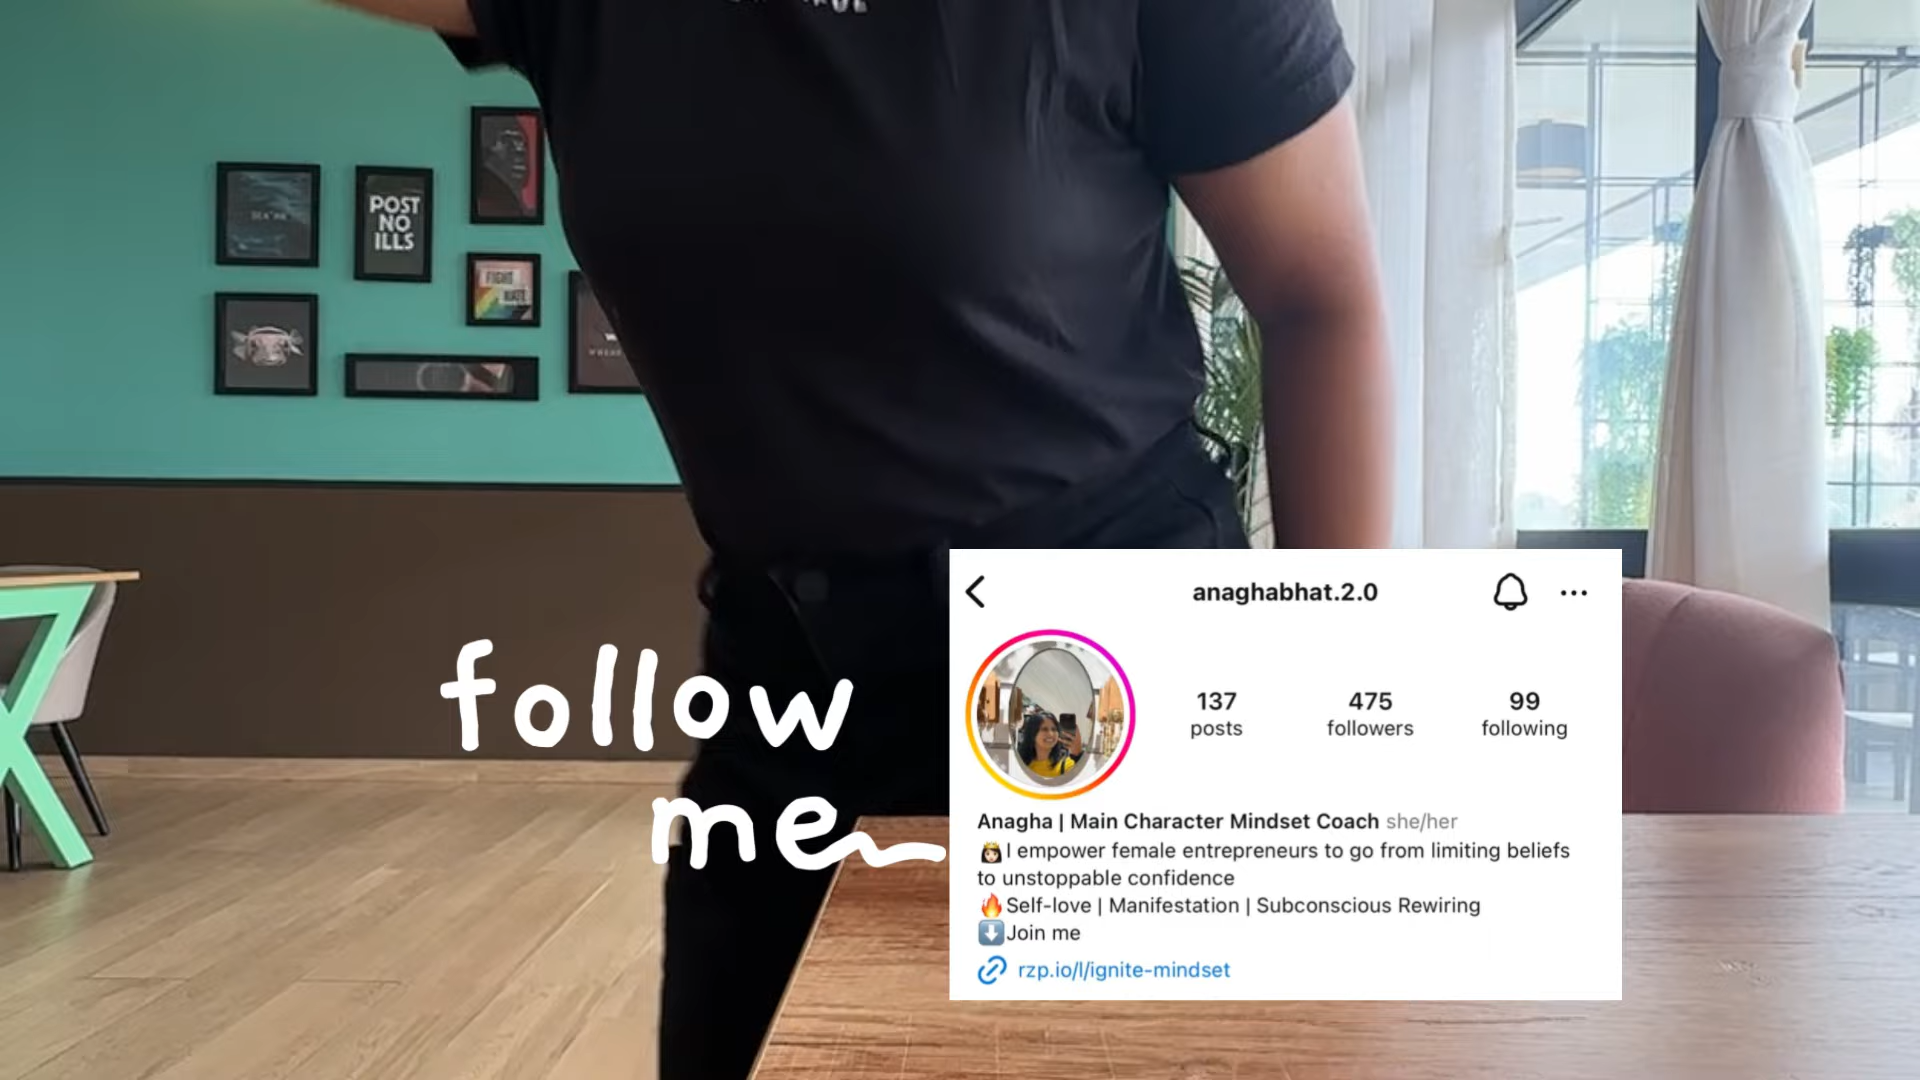 POST
NO
ILLS
FIGHT
HATE
follow
me
anaghabhat.2.0
137 475 99
posts followers following
Anagha | Main Character Mindset Coach she/her
👸🏻I empower female entrepreneurs to go from limiting beliefs
to unstoppable confidence
🔥Self-love | Manifestation | Subconscious Rewiring
⬇️Join me
rzp.io/l/ignite-mindset